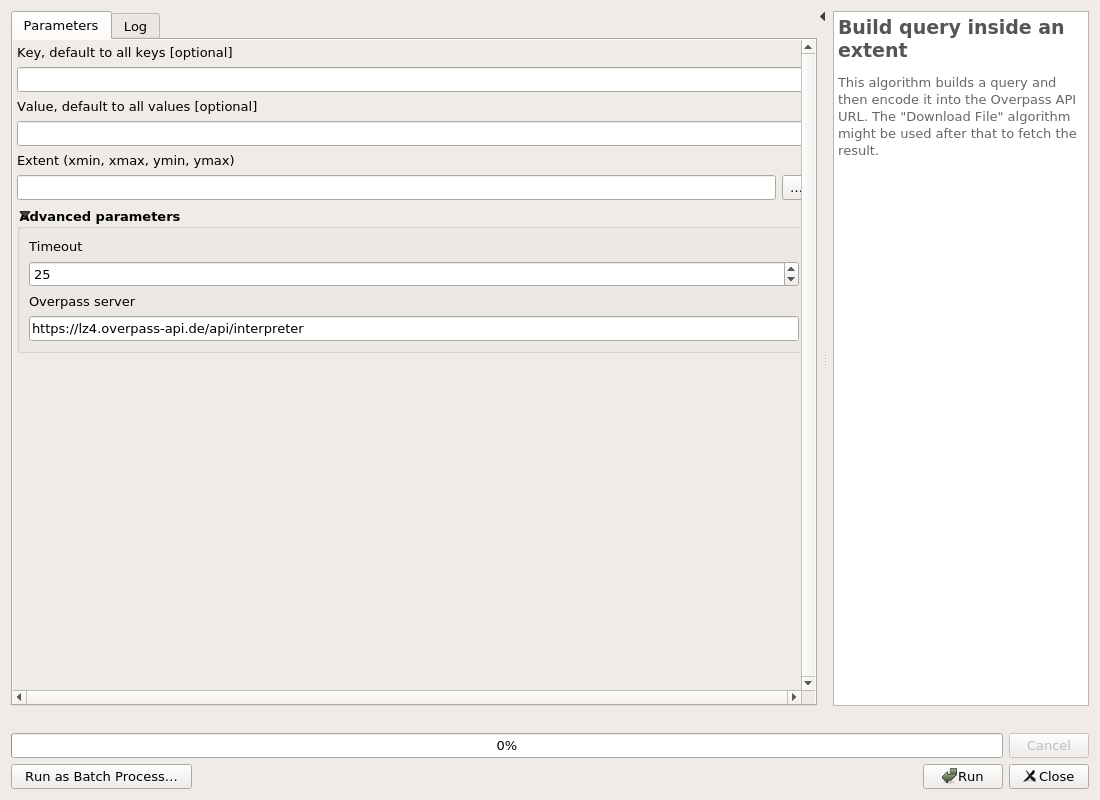 Parameters
Log
Key, default to all keys [optional]
Value, default to all values [optional]
Extent (xmin, xmax, ymin, ymax)
...
Advanced parameters
Timeout
25
Overpass server
https://lz4.overpass-api.de/api/interpreter
Build query inside an
extent
This algorithm builds a query and
then encode it into the Overpass API
URL. The "Download File" algorithm
might be used after that to fetch the
result.
0%
Cancel
Run as Batch Process...
Run
Close